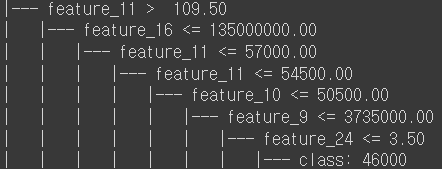 |--- feature_11 >  109.50
|   |--- feature_16 <= 135000000.00
|   |   |--- feature_11 <= 57000.00
|   |   |   |--- feature_11 <= 54500.00
|   |   |   |   |--- feature_10 <= 50500.00
|   |   |   |   |   |--- feature_9 <= 3735000.00
|   |   |   |   |   |   |--- feature_24 <= 3.50
|   |   |   |   |   |   |   |--- class: 46000